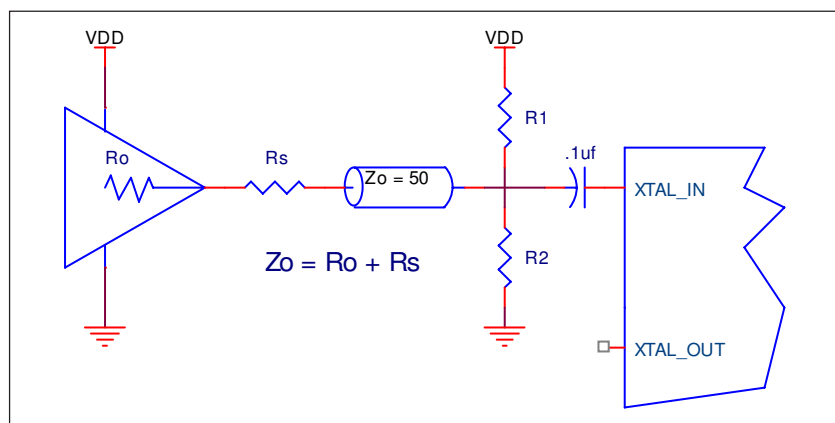 VDD
VDD
R1
.1uf
Ro
Rs
Zo = 50
XTAL_IN
R2
Zo = Ro + Rs
XTAL_OUT